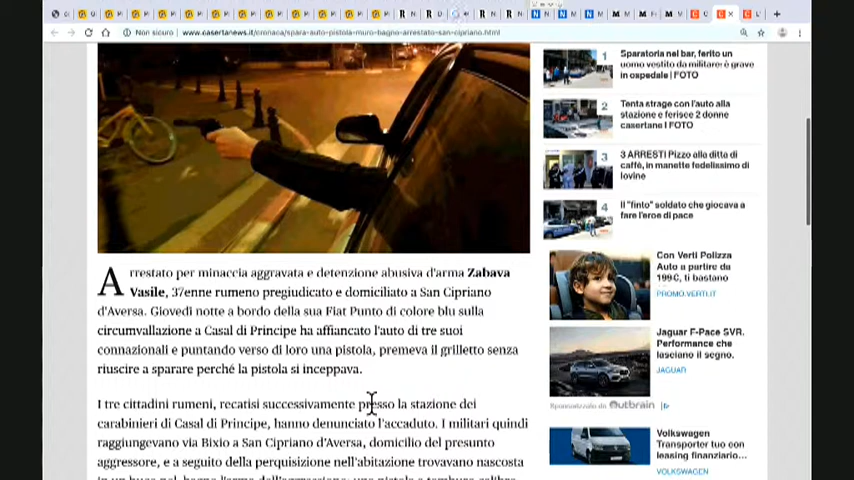 Non sicuro | www.casertanews.it/cronaca/spara-auto-pistola-muro-bagno-arrestato-san-cipriano.html
1 Sparatoria nel bar, ferito un
uomo vestito da militare: è grave
in ospedale | FOTO
2 Tenta strage con l'auto alla
stazione e ferisce 2 donne
casertane I FOTO
3 3 ARRESTI Pizzo alla ditta di
caffè, in manette fedelissimo di
Iovine
4 Il "finto" soldato che giocava a
fare l'eroe di pace
Arrestato per minaccia aggravata e detenzione abusiva d'arma Zabava
Vasile, 37enne rumeno pregiudicato e domiciliato a San Cipriano
d'Aversa. Giovedì notte a bordo della sua Fiat Punto di colore blu sulla
circumvallazione a Casal di Principe ha affiancato l'auto di tre suoi
connazionali e puntando verso di loro una pistola, premeva il grilletto senza
riuscire a sparare perché la pistola si inceppava.
I tre cittadini rumeni, recatisi successivamente presso la stazione dei
carabinieri di Casal di Principe, hanno denunciato l'accaduto. I militari quindi
raggiungevano via Bixio a San Cipriano d'Aversa, domicilio del presunto
aggressore, e a seguito della perquisizione nell'abitazione trovavano nascosta
Con Verti Polizza
Auto a partire da
199€, ti bastano
PROMO.VERTI.IT
Jaguar F-Pace SVR.
Performance che
lasciano il segno.
JAGUAR
Sponsorizzato da Outbrain
Volkswagen
Transporter tuo con
leasing finanziario...
VOLKSWAGEN